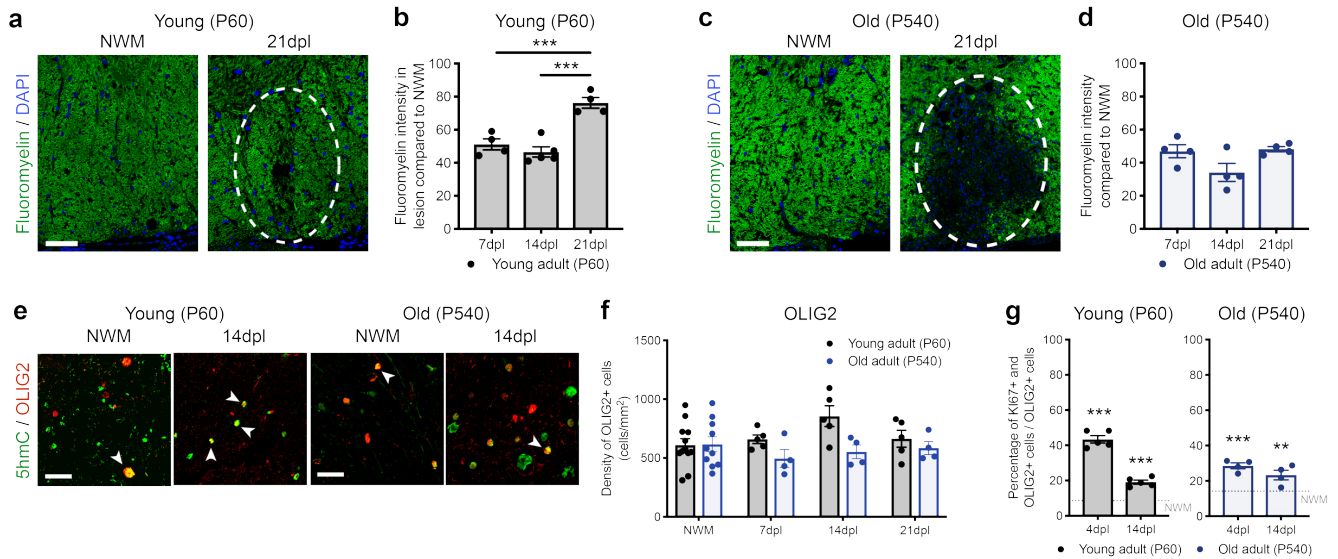 a
Young (P60)
NWM
21dpl
Fluoromyelin / DAPI
b
Young (P60)
***
***
Fluoromyelin intensity in
lesion compared to NWM
100
80
60
40
20
0
7dpl
14dpl
21dpl
Young adult (P60)
c
Old (P540)
NWM
21dpl
Fluoromyelin / DAPI
d
Old (P540)
Fluoromyelin intensity
compared to NWM
100
80
60
40
20
0
7dpl
14dpl
21dpl
Old adult (P540)
e
Young (P60)
Old (P540)
NWM
14dpl
NWM
14dpl
5hmC / OLIG2
f
OLIG2
Young adult (P60)
Old adult (P540)
Density of OLIG2+ cells
(cells/mm²)
1500
1000
500
0
NWM
7dpl
14dpl
21dpl
g
Young (P60)
Old (P540)
Percentage of KI67+ and
OLIG2+ cells / OLIG2+ cells
100
80
60
40
20
0
***
***
NWM
4dpl
14dpl
100
80
60
40
20
0
***
**
NWM
4dpl
14dpl
Young adult (P60)
Old adult (P540)